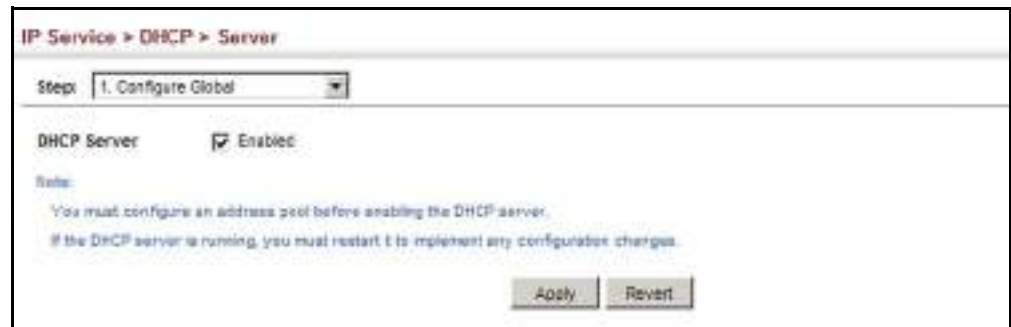 IP Service > DHCP > Server
Step: 1. Configure Global
DHCP Server Enabled
Note:
You must configure an address pool before enabling the DHCP server.
If the DHCP server is running, you must restart it to implement any configuration changes.
Apply Revert